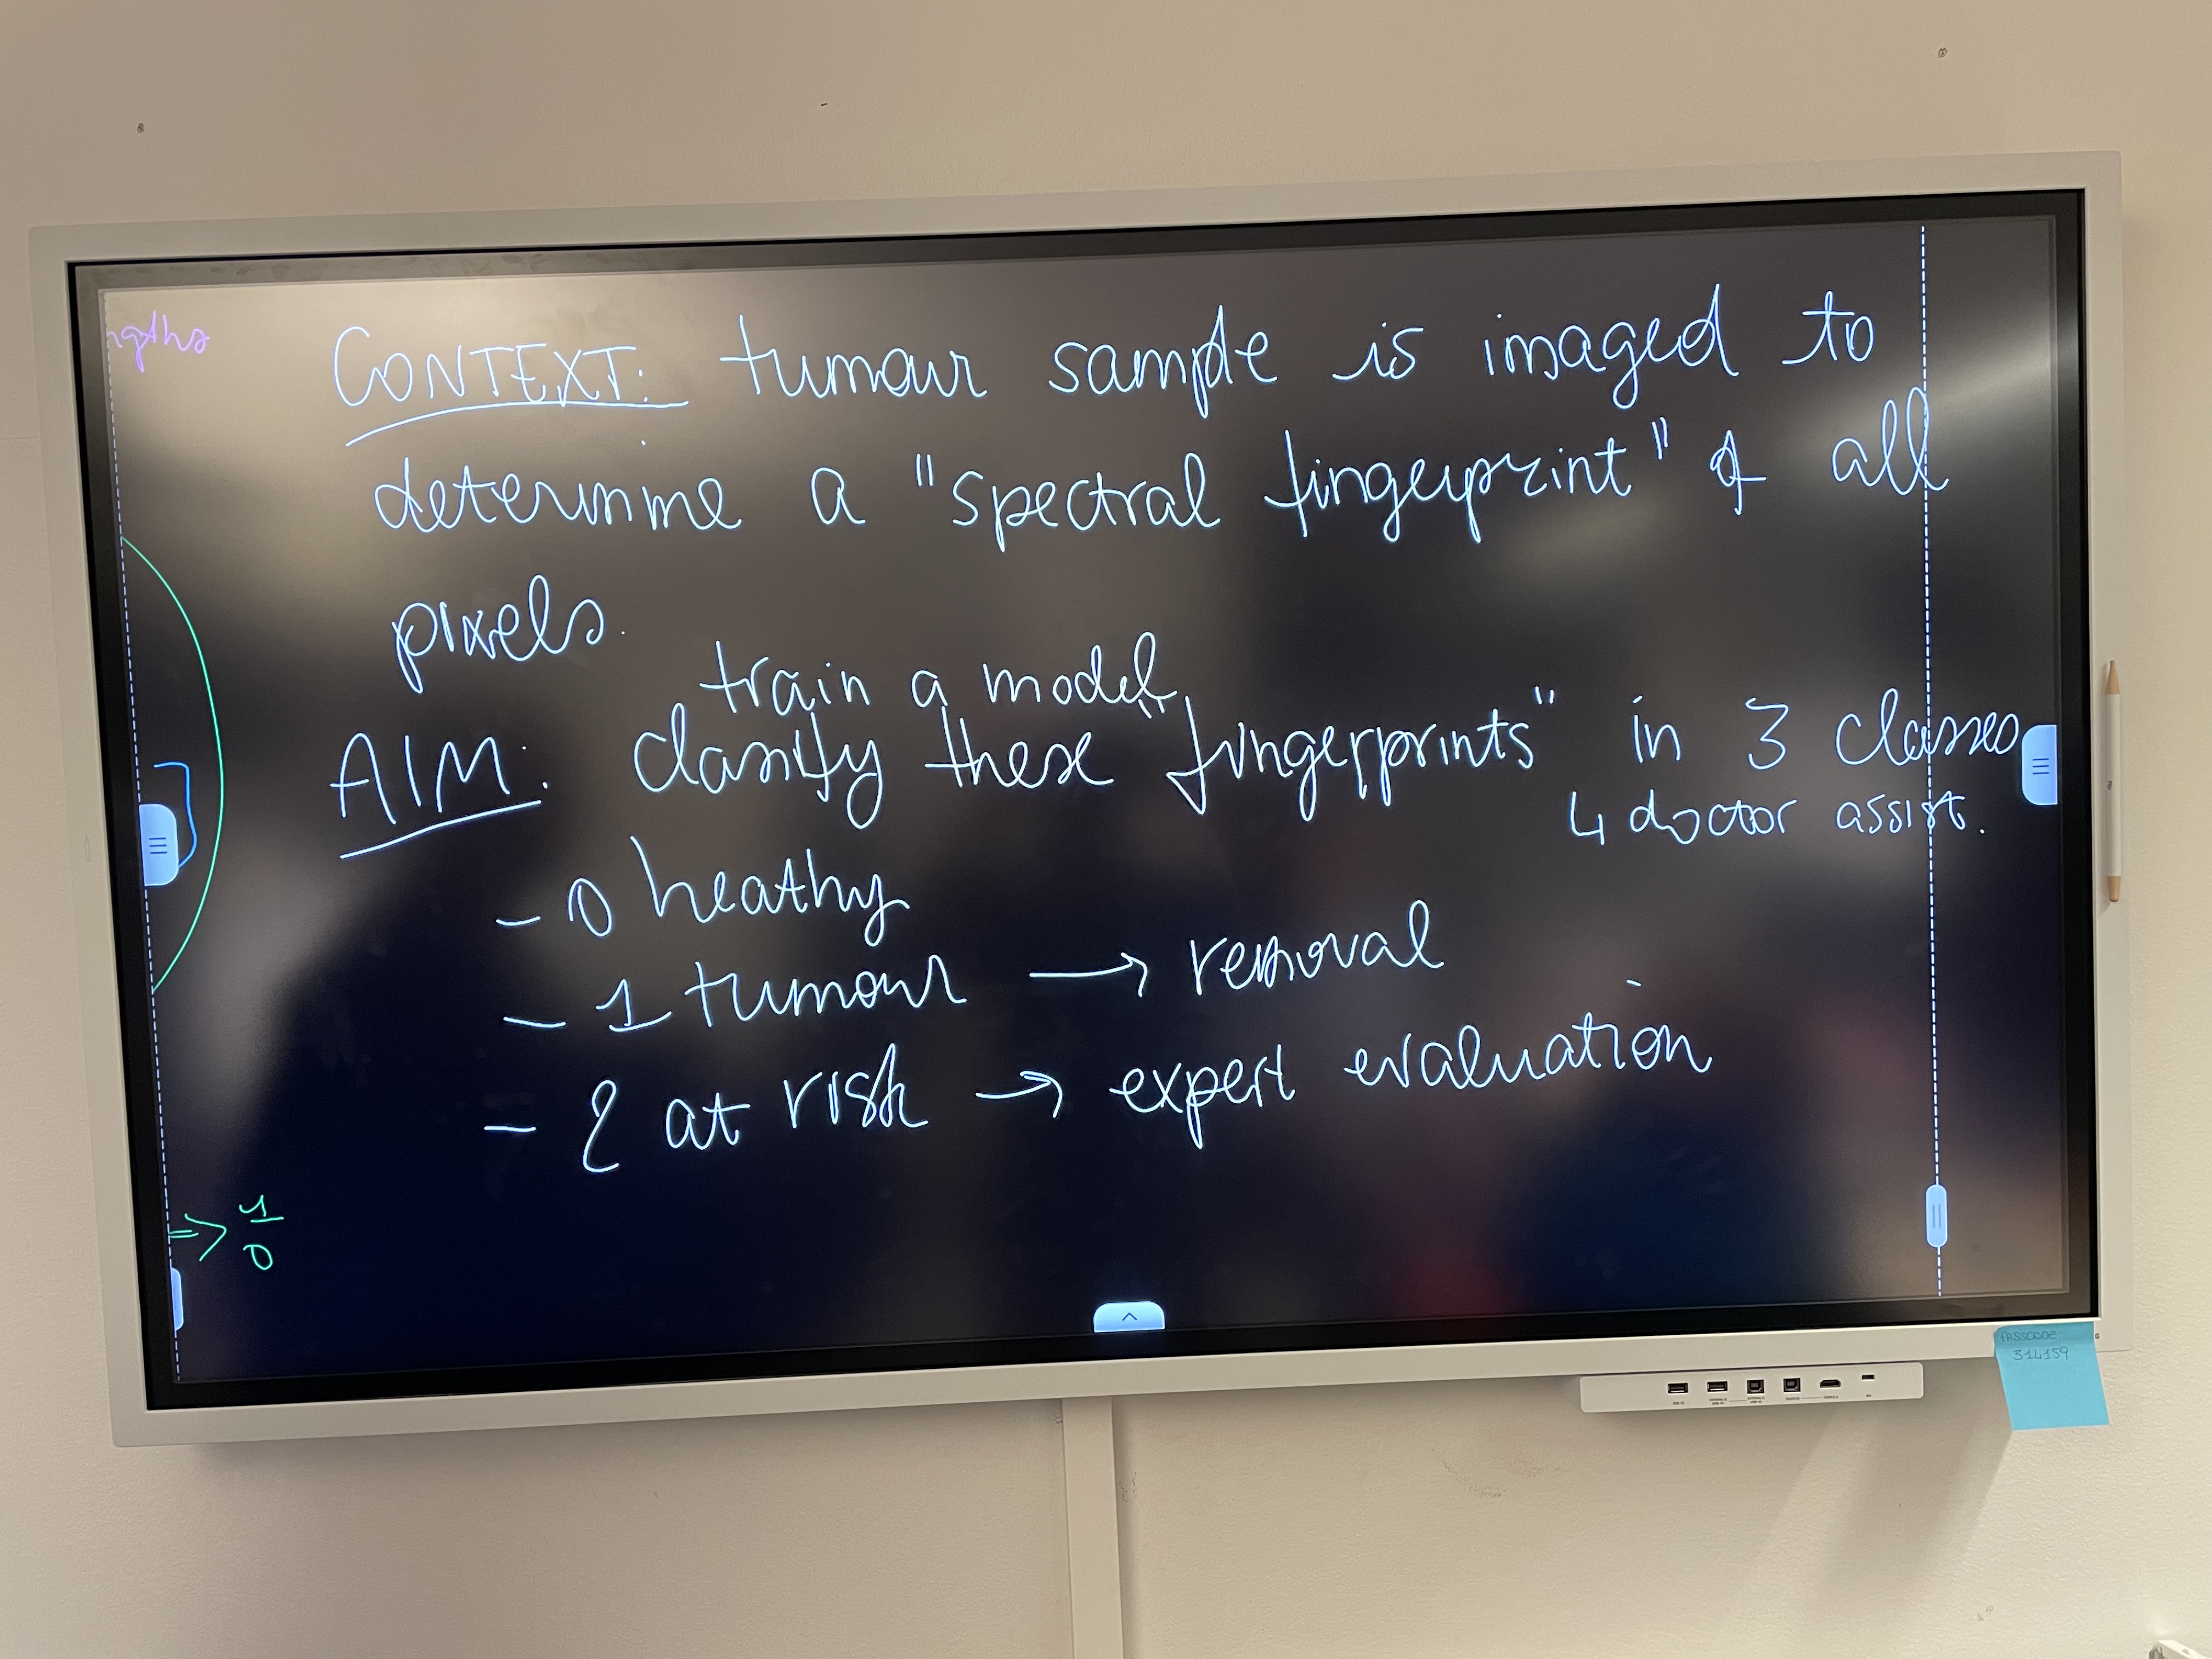 ngths
CONTEXT: tumour sample is imaged to
determine a "spectral fingerprint" of all
pixels.
train a model
AIM: classify these "fingerprints" in 3 classes
4 doctor assist.
- 0 heathy
- 1 tumour → removal
- 2 at risk → expert evaluation
=> 1
0
PASSCODE
314159